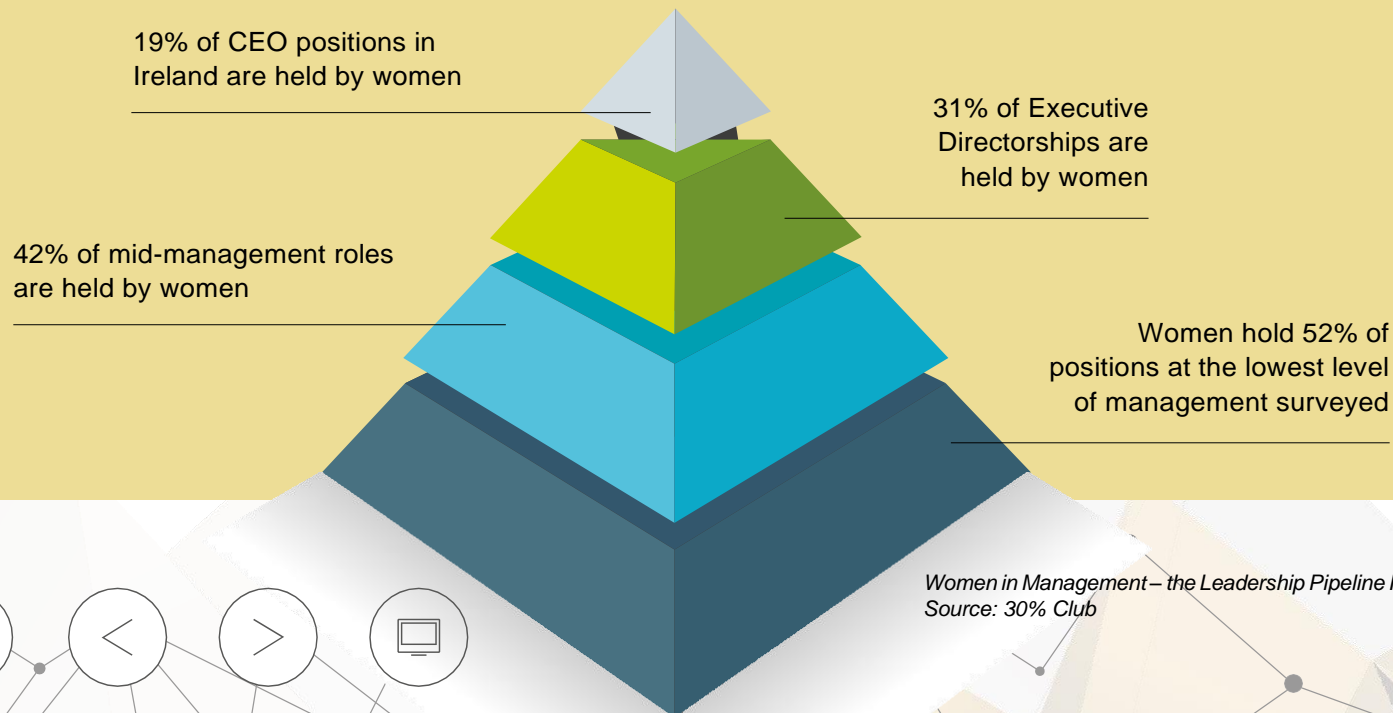 19% of CEO positions in
Ireland are held by women
31% of Executive
Directorships are
held by women
42% of mid-management roles
are held by women
Women hold 52% of
positions at the lowest level
of management surveyed
Women in Management – the Leadership Pipeline
Source: 30% Club